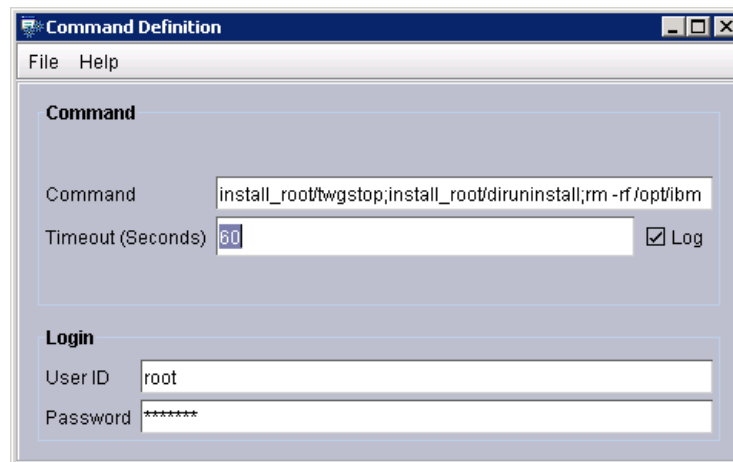 Command Definition
File Help
Command
Command install_root/twgstop;install_root/diruninstall;rm -rf /opt/ibm
Timeout (Seconds) 60 Log
Login
User ID root
Password *******